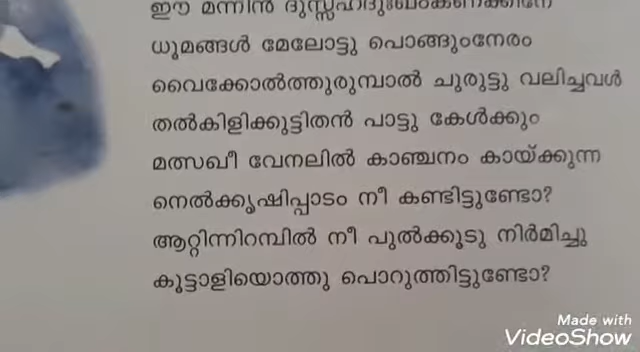 ഈ മന്നിൻ
ധൂമങ്ങൾ മേലോട്ടു പൊങ്ങുംനേരം
വൈക്കോൽത്തുരുമ്പാൽ ചുരുട്ടു വലിച്ചവൾ
തൽകിളിക്കുട്ടിതൻ പാട്ടു കേൾക്കും
മത്സഖീ വേനലിൽ കാഞ്ചനം കായ്ക്കുന്ന
നെൽക്കൃഷിപ്പാടം നീ കണ്ടിട്ടുണ്ടോ?
ആറ്റിന്നിറമ്പിൽ നീ പുൽക്കൂടു നിർമിച്ചു
കൂട്ടാളിയൊത്തു പൊറുത്തിട്ടുണ്ടോ?
Made with
VideoShow